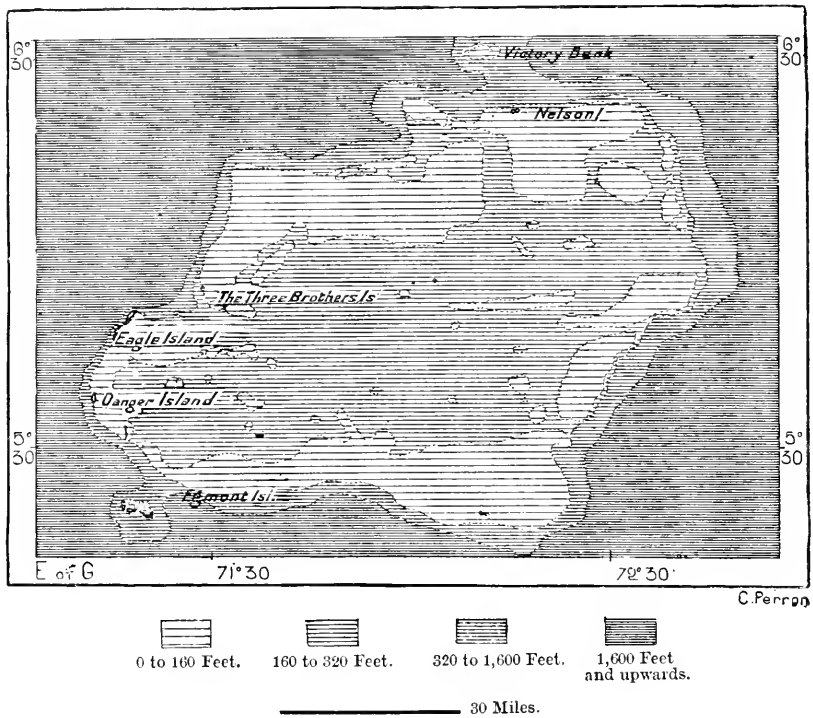 6°
30
6°
30
Victory Bank
Nelson I.
The Three Brothers Is
Eagle Island
Danger Island
5°
30
5°
30
Egmont Isl.
E of G
71°30
72°30'
C.Perron
0 to 160 Feet.
160 to 320 Feet.
320 to 1,600 Feet.
1,600 Feet
and upwards.
30 Miles.